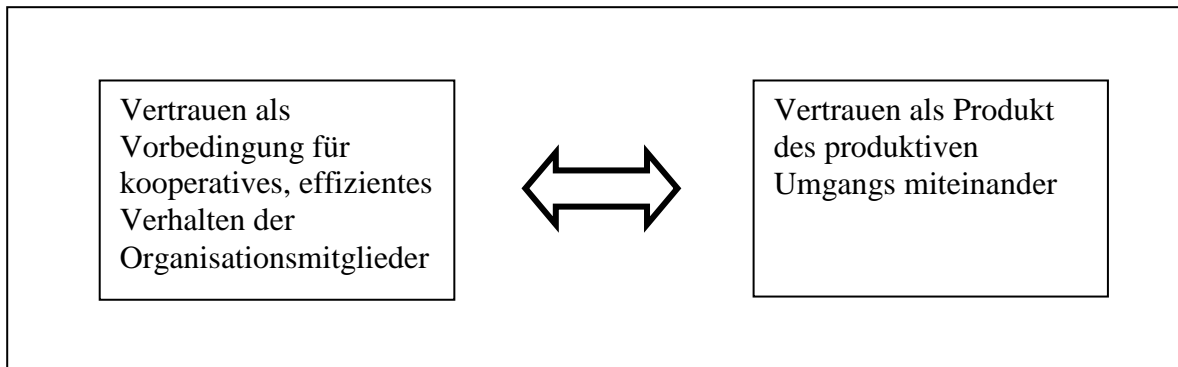 Vertrauen als
Vorbedingung für
kooperatives, effizientes
Verhalten der
Organisationsmitglieder
Vertrauen als Produkt
des produktiven
Umgangs miteinander